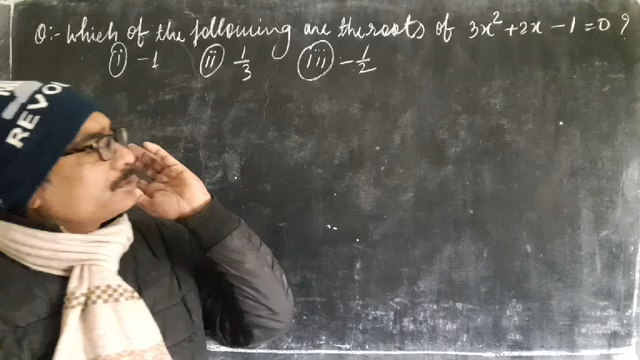 Q:- which of the following are the roots of 3x² + 2x - 1 = 0 ?
(i) -1 (ii) 1/3 (iii) -1/2
REVO